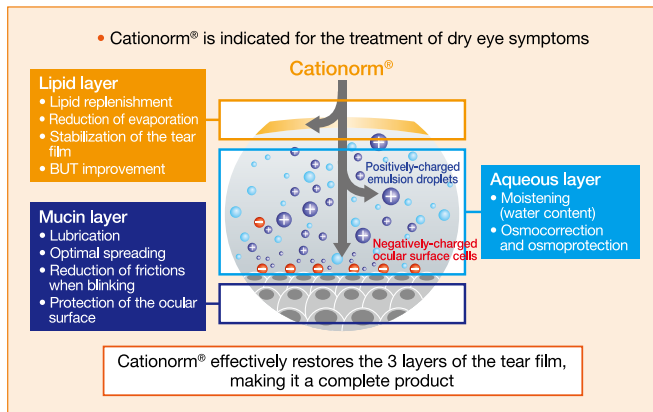 • Cationorm® is indicated for the treatment of dry eye symptoms
Cationorm®
Lipid layer
• Lipid replenishment
• Reduction of evaporation
• Stabilization of the tear
film
• BUT improvement
Positively-charged
emulsion droplets
Aqueous layer
• Moistening
(water content)
• Osmocorrection
and osmoprotection
Mucin layer
• Lubrication
• Optimal spreading
• Reduction of frictions
when blinking
• Protection of the ocular
surface
Negatively-charged
ocular surface cells
Cationorm® effectively restores the 3 layers of the tear film,
making it a complete product